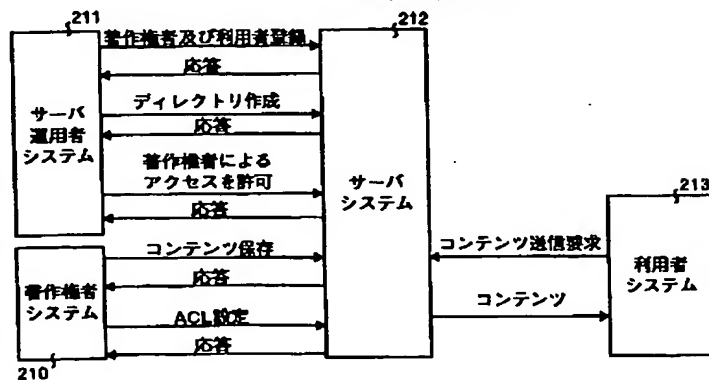 211
著作権者及び利用者登録
212
応答
ディレクトリ作成
サーバ
運用者
システム
応答
著作権者による
アクセスを許可
サーバ
システム
213
応答
コンテンツ保存
コンテンツ送信要求
応答
利用者
システム
著作権者
システム
コンテンツ
ACL設定
応答
210